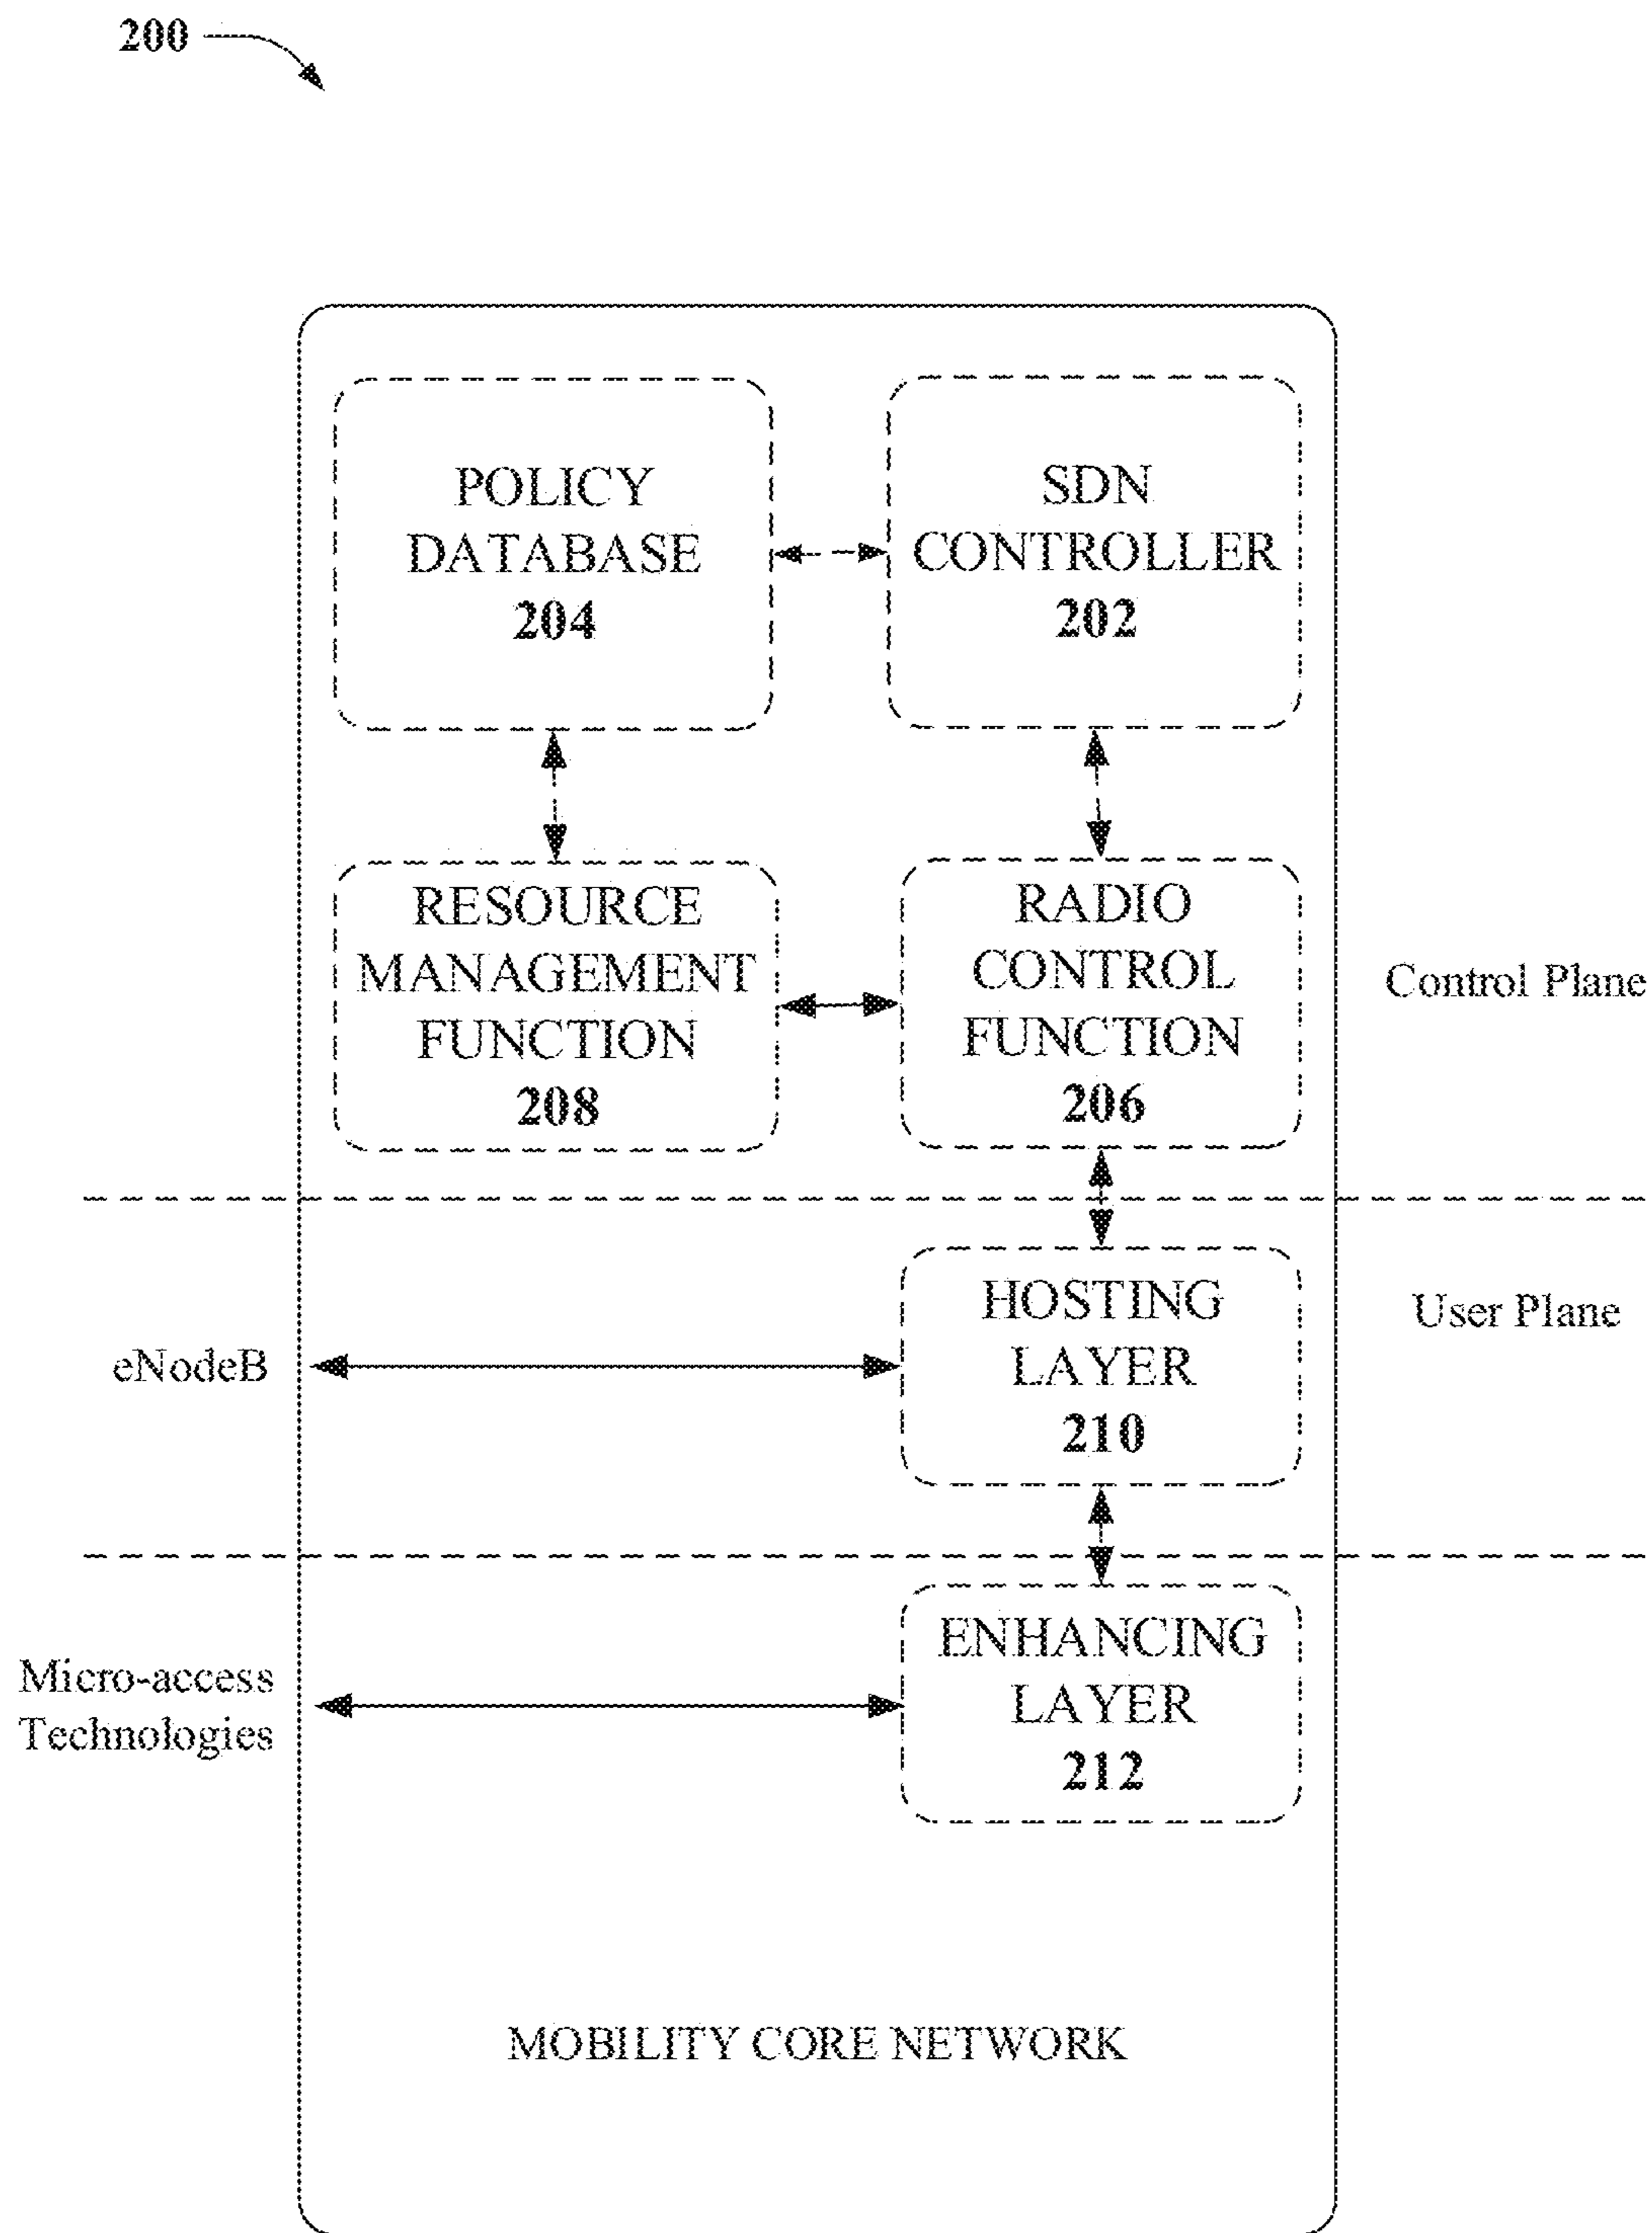 200
POLICY
DATABASE
204
SDN
CONTROLLER
202
RESOURCE
MANAGEMENT
FUNCTION
208
RADIO
CONTROL
FUNCTION
206
Control Plane
eNodeB
HOSTING
LAYER
210
User Plane
Micro-access
Technologies
ENHANCING
LAYER
212
MOBILITY CORE NETWORK